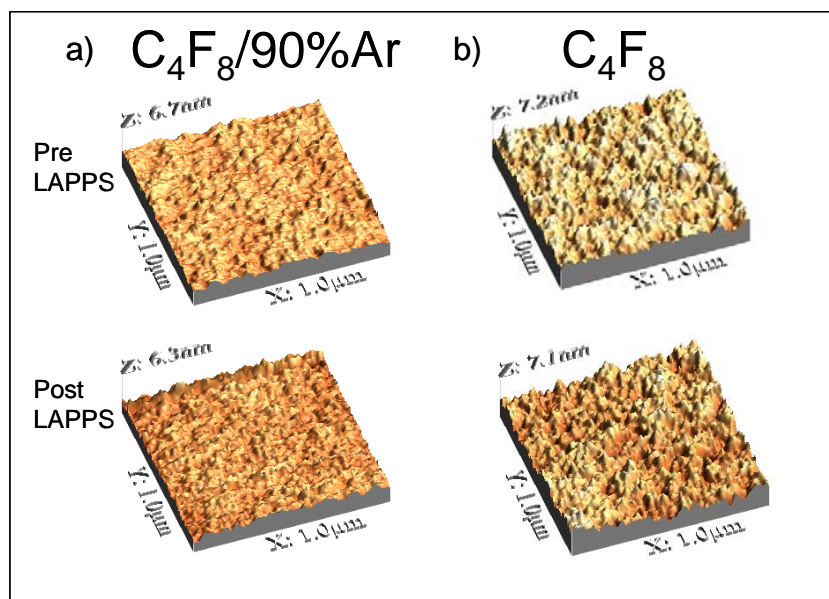 a) C₄F₈/90%Ar
b) C₄F₈
Pre
LAPPS
Z: 6.7nm
Y: 1.0µm
X: 1.0µm
Z: 7.2nm
Y: 1.0µm
X: 1.0µm
Post
LAPPS
Z: 6.3nm
Y: 1.0µm
X: 1.0µm
Z: 7.1nm
Y: 1.0µm
X: 1.0µm